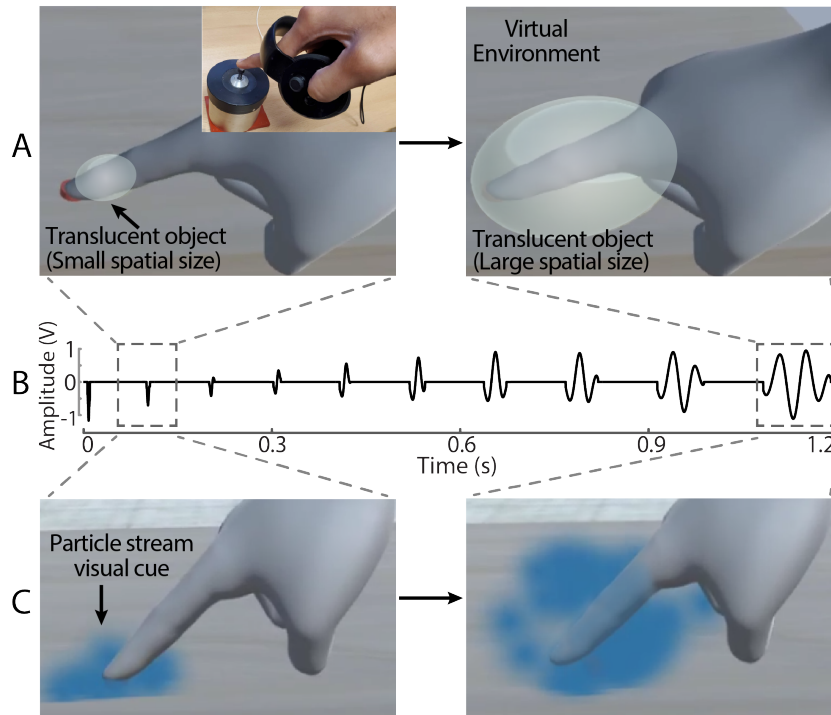 Virtual
Environment
A
Translucent object
(Small spatial size)
Translucent object
(Large spatial size)
B
Amplitude (V)
1
0
-1
0
0.3
0.6
0.9
1.2
Time (s)
Particle stream
visual cue
C